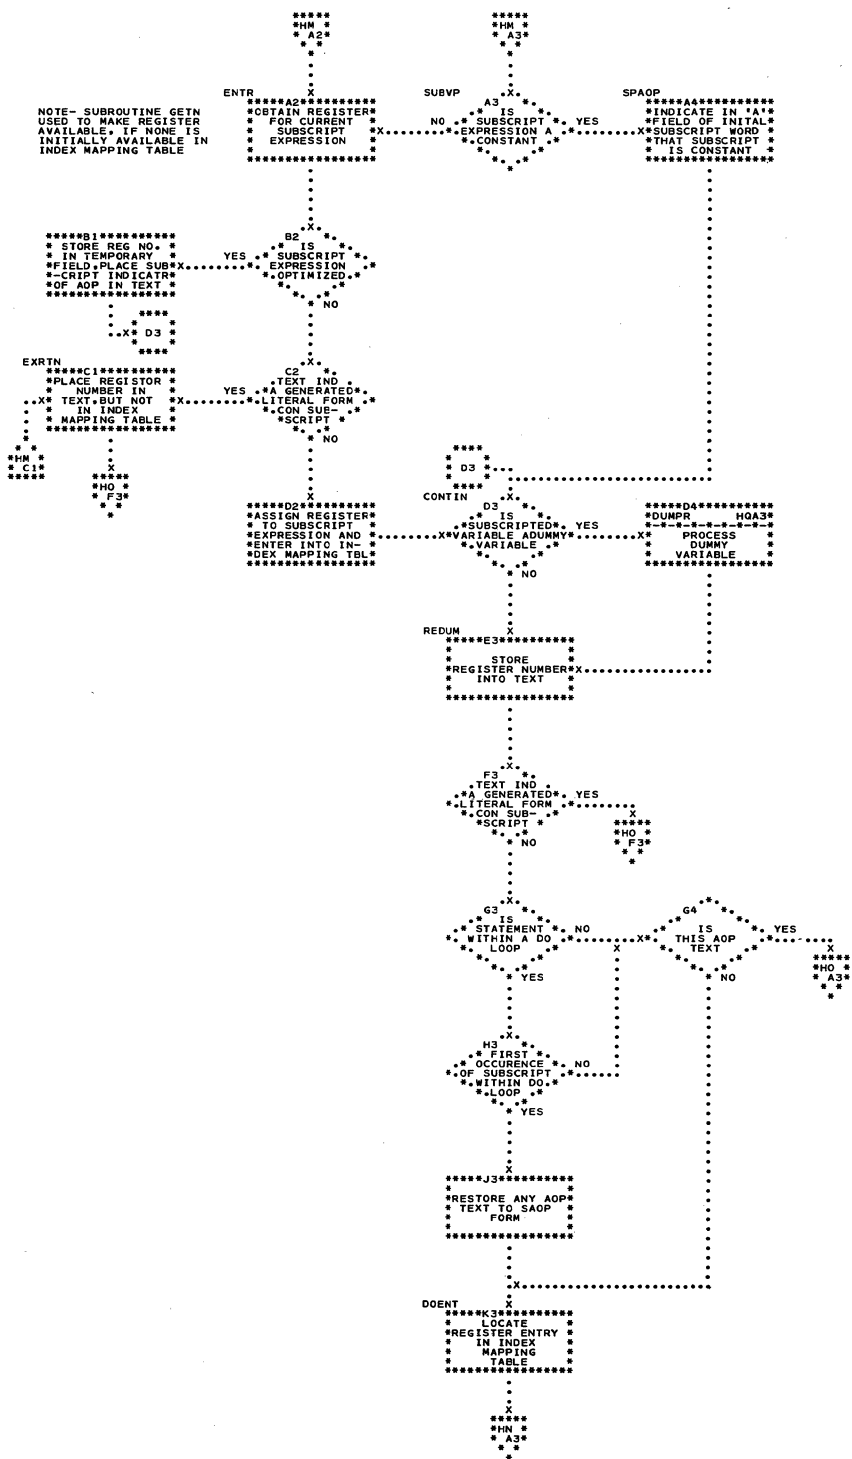 HM
A2
HM
A3
ENTR
SUBVP
SPAOP
NOTE- SUBROUTINE GETN
USED TO MAKE REGISTER
AVAILABLE, IF NONE IS
INITIALLY AVAILABLE IN
INDEX MAPPING TABLE
A2
OBTAIN REGISTER
FOR CURRENT
SUBSCRIPT
EXPRESSION
A3
IS
SUBSCRIPT
EXPRESSION A
CONSTANT
NO
YES
A4
INDICATE IN 'A'
FIELD OF INITAL
SUBSCRIPT WORD
THAT SUBSCRIPT
IS CONSTANT
B1
STORE REG NO.
IN TEMPORARY
FIELD.PLACE SUB
-CRIPT INDICATR
OF AOP IN TEXT
YES
B2
IS
SUBSCRIPT
EXPRESSION
OPTIMIZED
NO
D3
EXRTN
C1
PLACE REGISTOR
NUMBER IN
TEXT.BUT NOT
IN INDEX
MAPPING TABLE
YES
C2
TEXT IND
A GENERATED
LITERAL FORM
CON SUB-
SCRIPT
NO
HM
C1
HO
F3
D3
CONTIN
D2
ASSIGN REGISTER
TO SUBSCRIPT
EXPRESSION AND
ENTER INTO IN-
DEX MAPPING TBL
D3
IS
SUBSCRIPTED
VARIABLE ADUMMY
VARIABLE
YES
NO
D4
DUMPR HQA3
PROCESS
DUMMY
VARIABLE
REDUM
E3
STORE
REGISTER NUMBER
INTO TEXT
F3
TEXT IND
A GENERATED
LITERAL FORM
CON SUB-
SCRIPT
YES
NO
HO
F3
G3
IS
STATEMENT
WITHIN A DO
LOOP
NO
YES
G4
IS
THIS AOP
TEXT
YES
NO
HO
A3
H3
FIRST
OCCURENCE
OF SUBSCRIPT
WITHIN DO
LOOP
NO
YES
J3
RESTORE ANY AOP
TEXT TO SAOP
FORM
DOENT
K3
LOCATE
REGISTER ENTRY
IN INDEX
MAPPING
TABLE
HN
A3